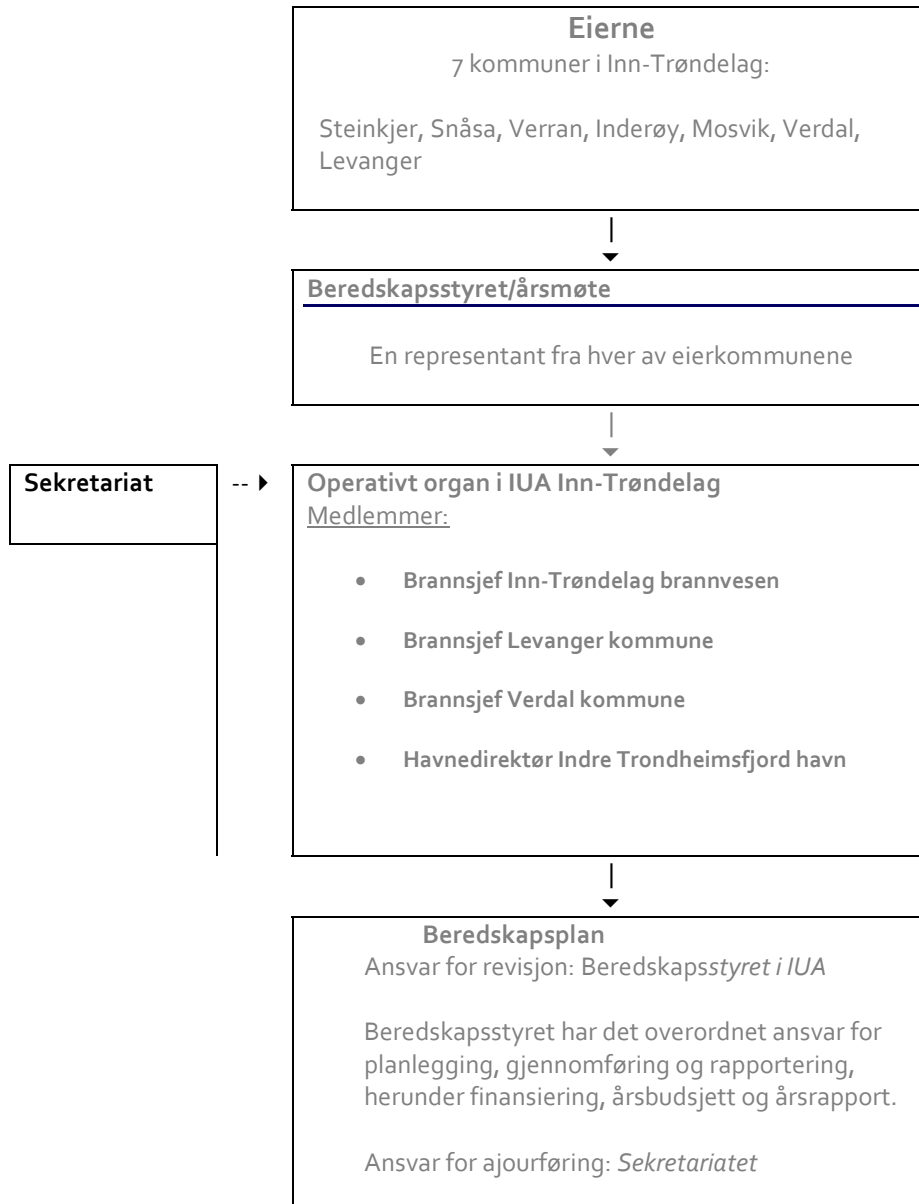 Eierne
7 kommuner i Inn-Trøndelag:
Steinkjer, Snåsa, Verran, Inderøy, Mosvik, Verdal,
Levanger
Beredskapsstyret/årsmøte
En representant fra hver av eierkommunene
Sekretariat
--
Operativt organ i IUA Inn-Trøndelag
Medlemmer:
• Brannsjef Inn-Trøndelag brannvesen
• Brannsjef Levanger kommune
• Brannsjef Verdal kommune
• Havnedirektør Indre Trondheimsfjord havn
Beredskapsplan
Ansvar for revisjon: Beredskapsstyret i IUA
Beredskapsstyret har det overordnet ansvar for
planlegging, gjennomføring og rapportering,
herunder finansiering, årsbudsjett og årsrapport.
Ansvar for ajourføring: Sekretariatet